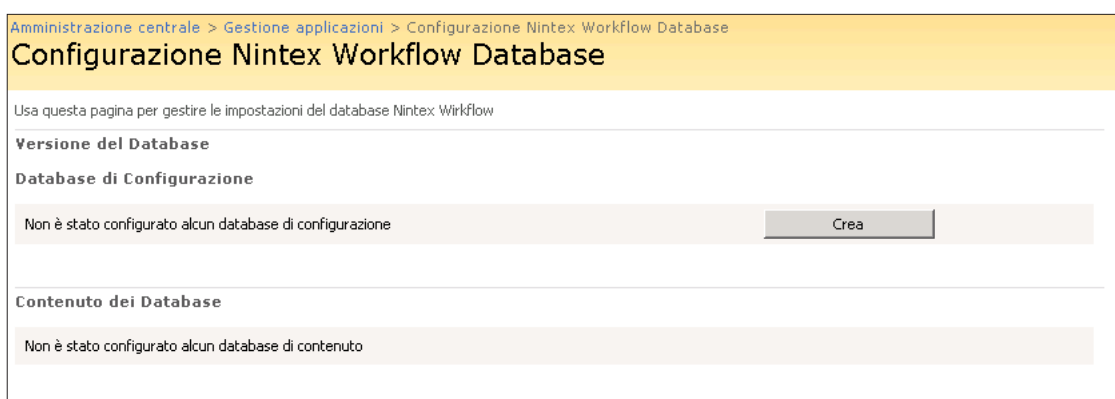 Amministrazione centrale > Gestione applicazioni > Configurazione Nintex Workflow Database
Configurazione Nintex Workflow Database
Usa questa pagina per gestire le impostazioni del database Nintex Wirkflow
Versione del Database
Database di Configurazione
Non è stato configurato alcun database di configurazione Crea
Contenuto dei Database
Non è stato configurato alcun database di contenuto